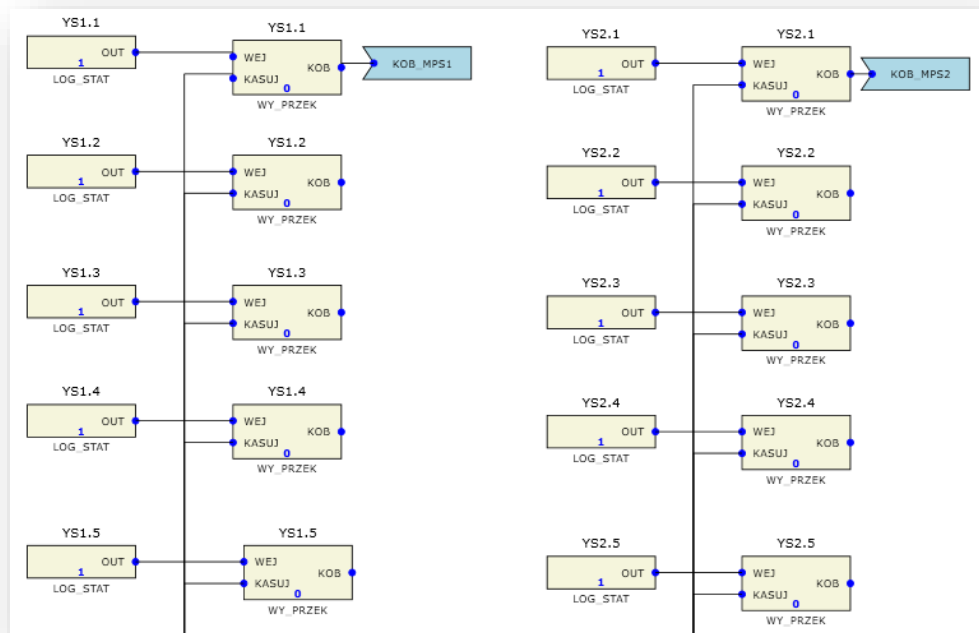 YS1.1
OUT
1
LOG_STAT
YS1.1
WEJ
KASUJ
KOB
0
WY_PRZEK
KOB_MPS1
YS2.1
OUT
1
LOG_STAT
YS2.1
WEJ
KASUJ
KOB
0
WY_PRZEK
KOB_MPS2
YS1.2
OUT
1
LOG_STAT
YS1.2
WEJ
KASUJ
KOB
0
WY_PRZEK
YS2.2
OUT
1
LOG_STAT
YS2.2
WEJ
KASUJ
KOB
0
WY_PRZEK
YS1.3
OUT
1
LOG_STAT
YS1.3
WEJ
KASUJ
KOB
0
WY_PRZEK
YS2.3
OUT
1
LOG_STAT
YS2.3
WEJ
KASUJ
KOB
0
WY_PRZEK
YS1.4
OUT
1
LOG_STAT
YS1.4
WEJ
KASUJ
KOB
0
WY_PRZEK
YS2.4
OUT
1
LOG_STAT
YS2.4
WEJ
KASUJ
KOB
0
WY_PRZEK
YS1.5
OUT
1
LOG_STAT
YS1.5
WEJ
KASUJ
KOB
0
WY_PRZEK
YS2.5
OUT
1
LOG_STAT
YS2.5
WEJ
KASUJ
KOB
0
WY_PRZEK